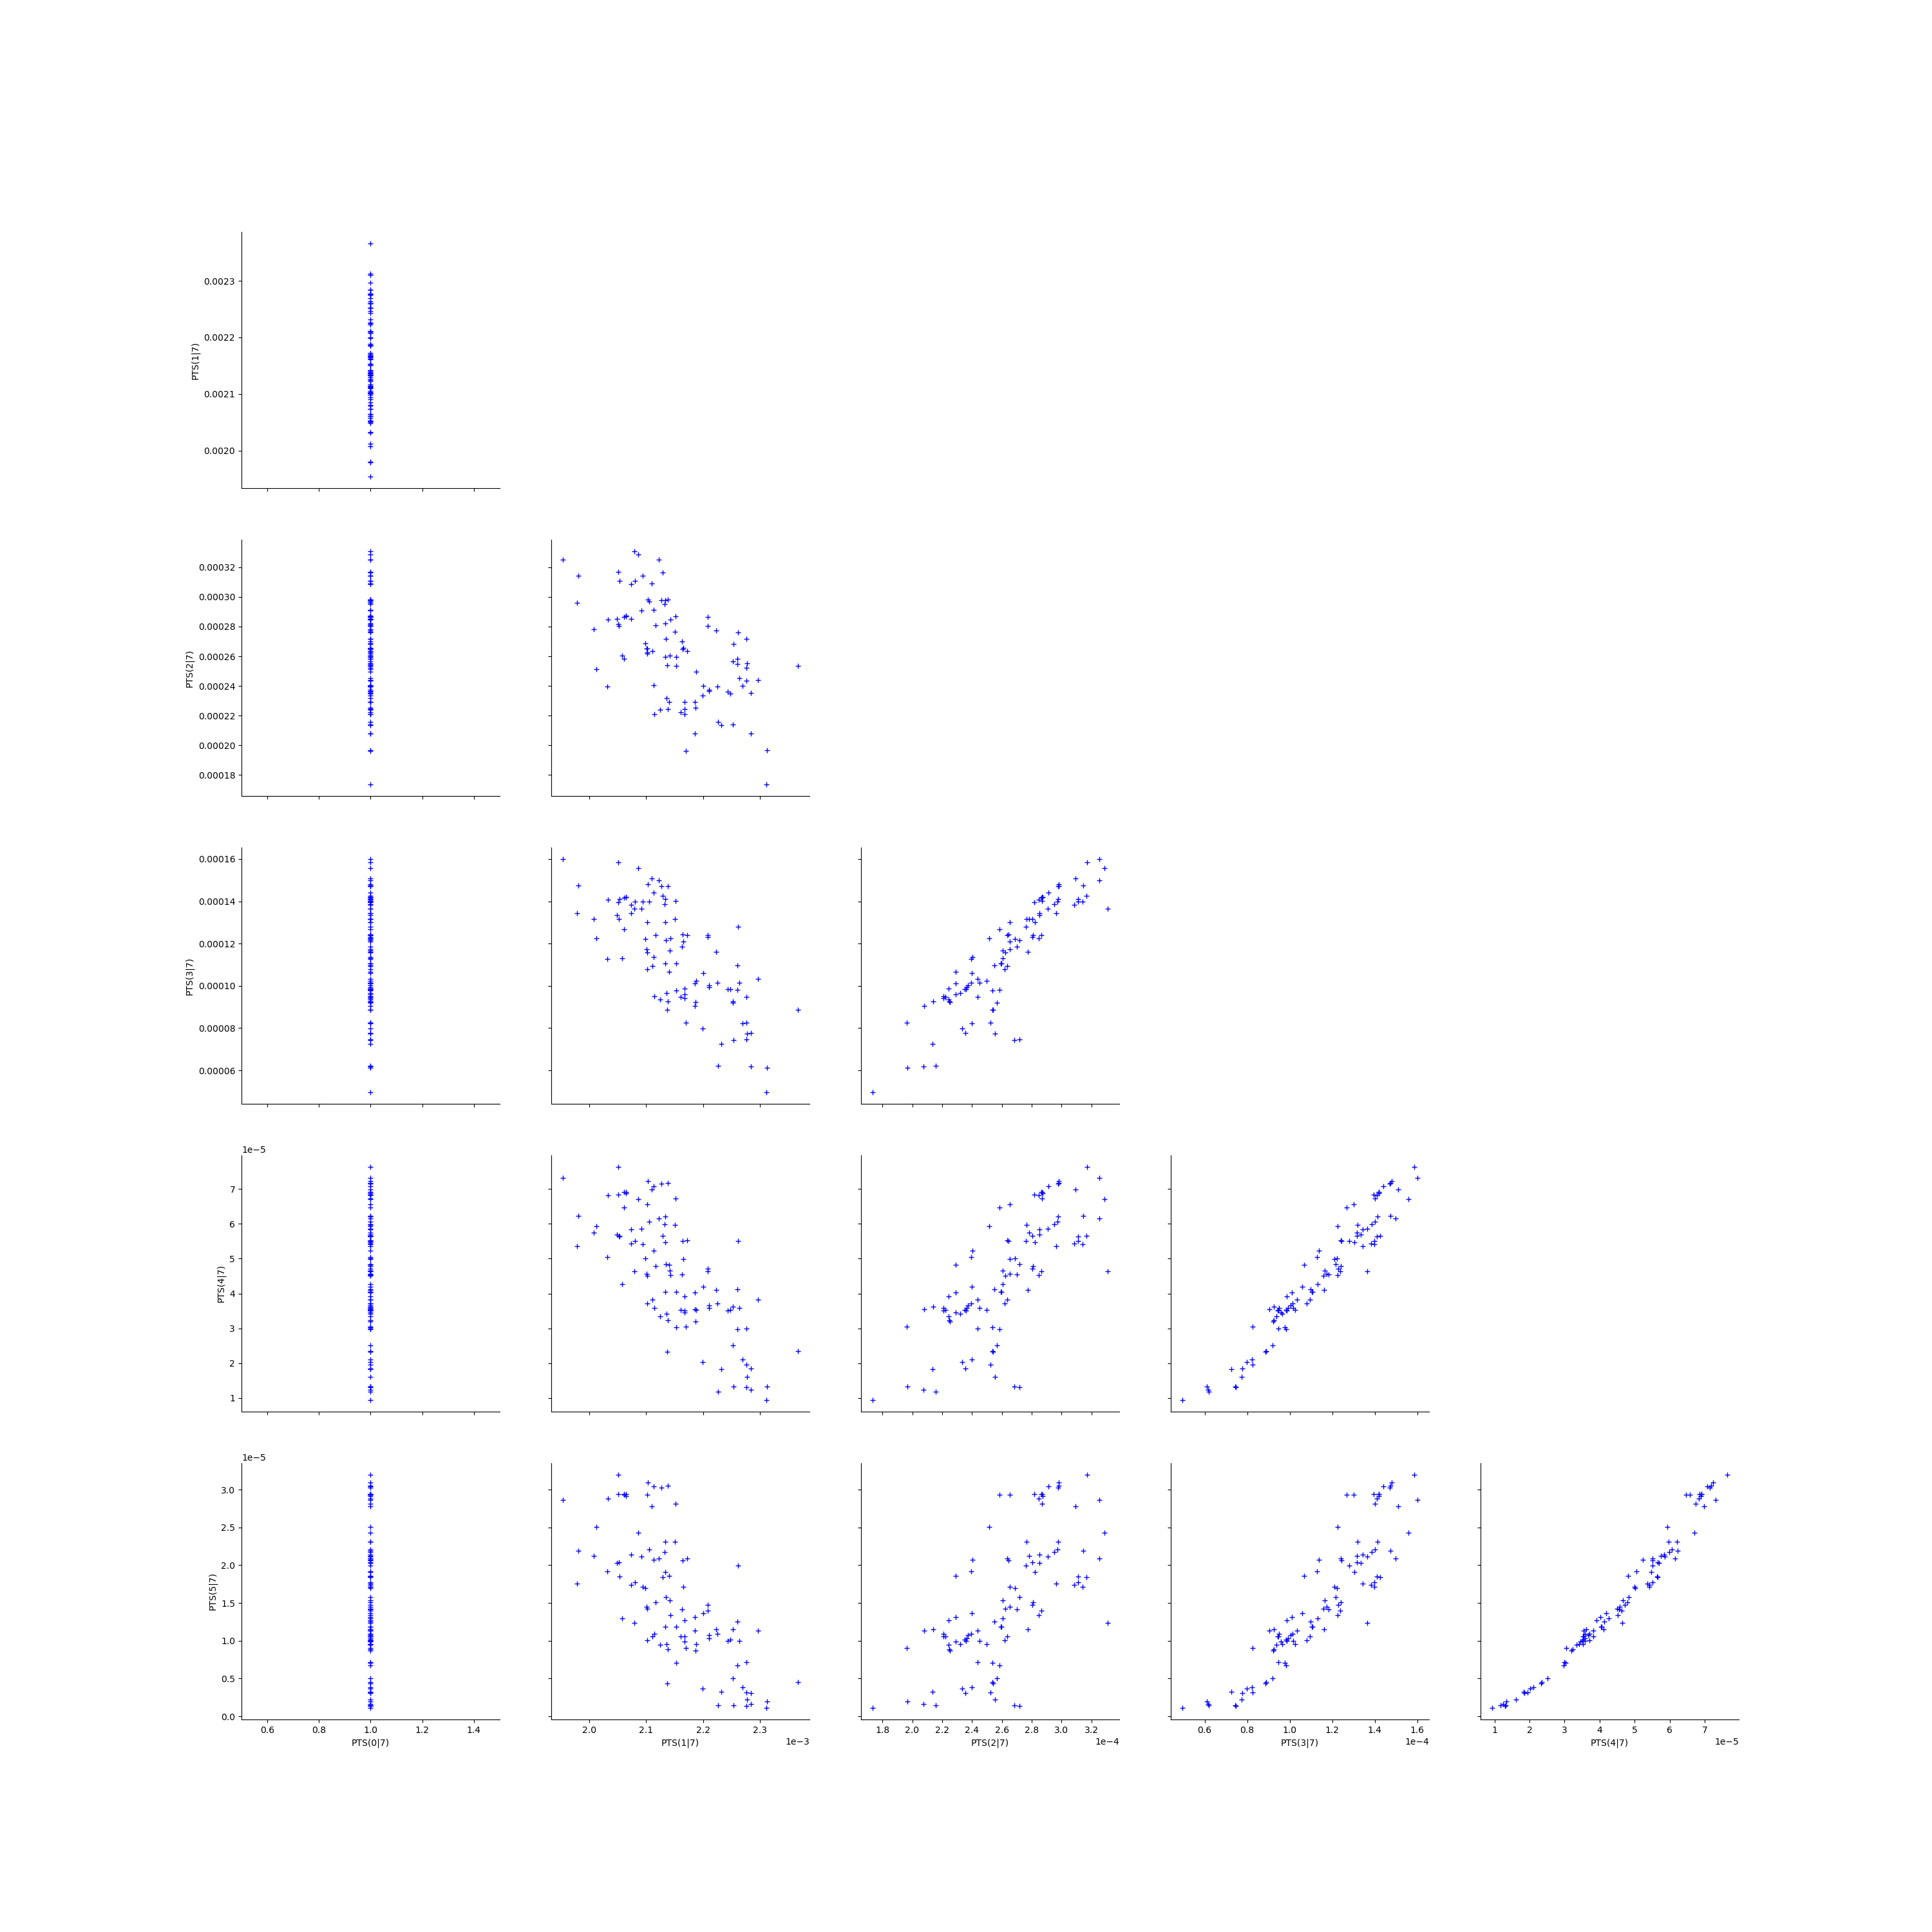 0.0023
0.0022
0.0021
0.0020
PTS(1|7)
0.00032
0.00030
0.00028
0.00026
0.00024
0.00022
0.00020
0.00018
PTS(2|7)
0.00016
0.00014
0.00012
0.00010
0.00008
0.00006
PTS(3|7)
1e−5
7
6
5
4
3
2
1
PTS(4|7)
1e−5
3.0
2.5
2.0
1.5
1.0
0.5
0.0
PTS(5|7)
0.6 0.8 1.0 1.2 1.4
PTS(0|7)
2.0 2.1 2.2 2.3
PTS(1|7)
1e−3
1.8 2.0 2.2 2.4 2.6 2.8 3.0 3.2
PTS(2|7)
1e−4
0.6 0.8 1.0 1.2 1.4 1.6
PTS(3|7)
1e−4
1 2 3 4 5 6 7
PTS(4|7)
1e−5